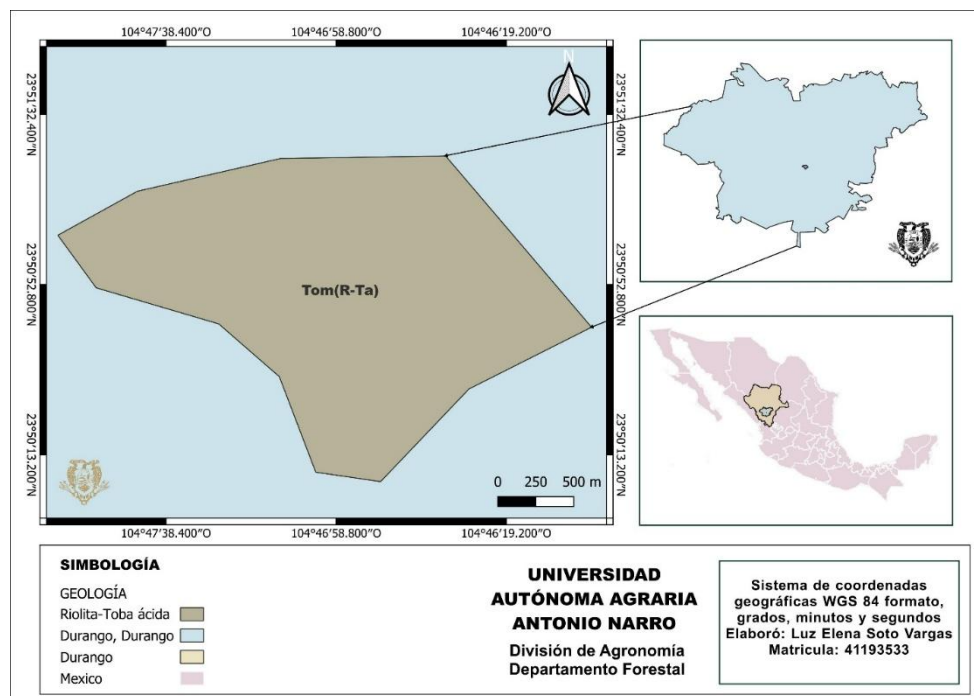 104°47'38.400"O 104°46'58.800"O 104°46'19.200"O
N
23°51'32.400"N
23°51'32.400"N
23°50'52.800"N
Tom(R-Ta)
23°50'52.800"N
23°50'13.200"N
0 250 500 m
23°50'13.200"N
104°47'38.400"O 104°46'58.800"O 104°46'19.200"O
SIMBOLOGÍA
GEOLOGÍA
Riolita-Toba ácida
Durango, Durango
Durango
Mexico
UNIVERSIDAD
AUTÓNOMA AGRARIA
ANTONIO NARRO
División de Agronomía
Departamento Forestal
Sistema de coordenadas
geográficas WGS 84 formato,
grados, minutos y segundos
Elaboró: Luz Elena Soto Vargas
Matricula: 41193533